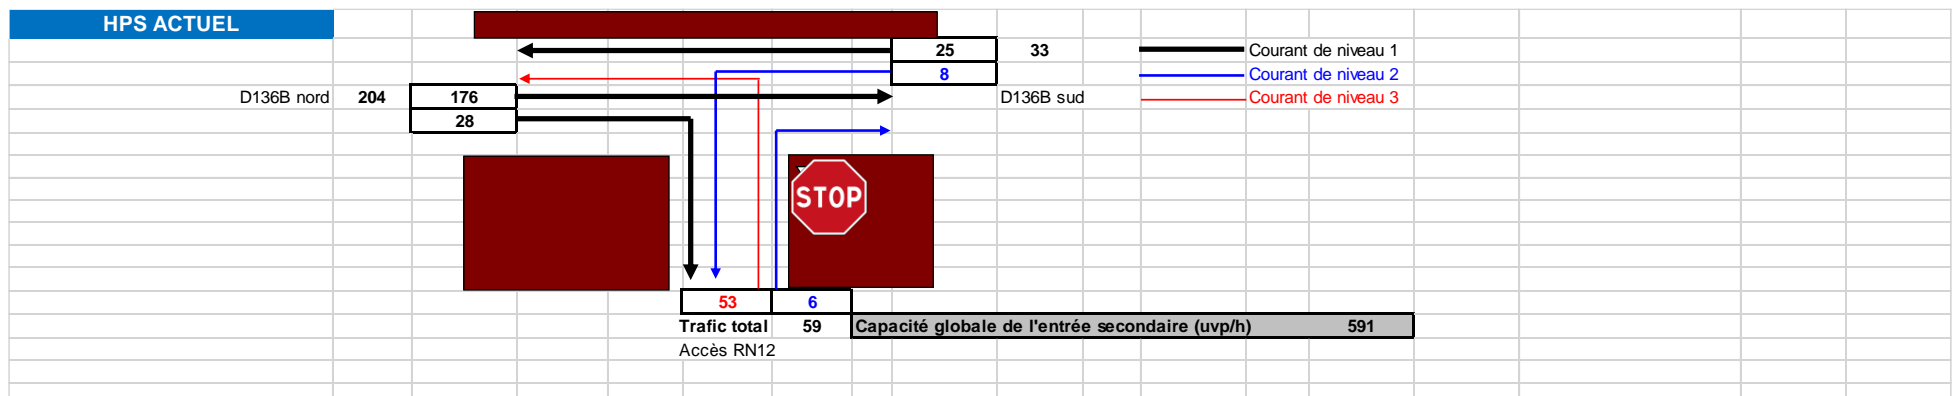 HPS ACTUEL
25 33 Courant de niveau 1
8 Courant de niveau 2
D136B nord 204 176 D136B sud Courant de niveau 3
28
STOP
53 6
Trafic total 59 Capacité globale de l'entrée secondaire (uvp/h) 591
Accès RN12